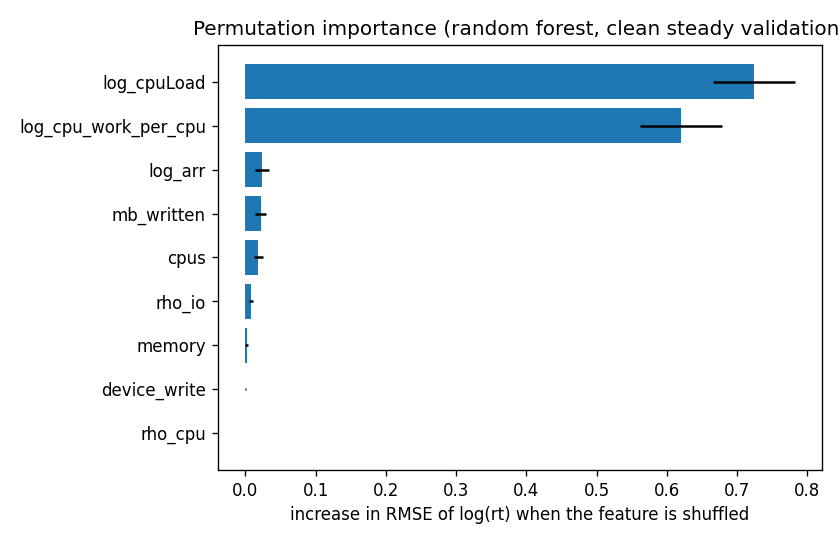 Permutation importance (random forest, clean steady validation
log_cpuLoad
log_cpu_work_per_cpu
log_arr
mb_written
cpus
rho_io
memory
device_write
rho_cpu
0.0 0.1 0.2 0.3 0.4 0.5 0.6 0.7 0.8
increase in RMSE of log(rt) when the feature is shuffled